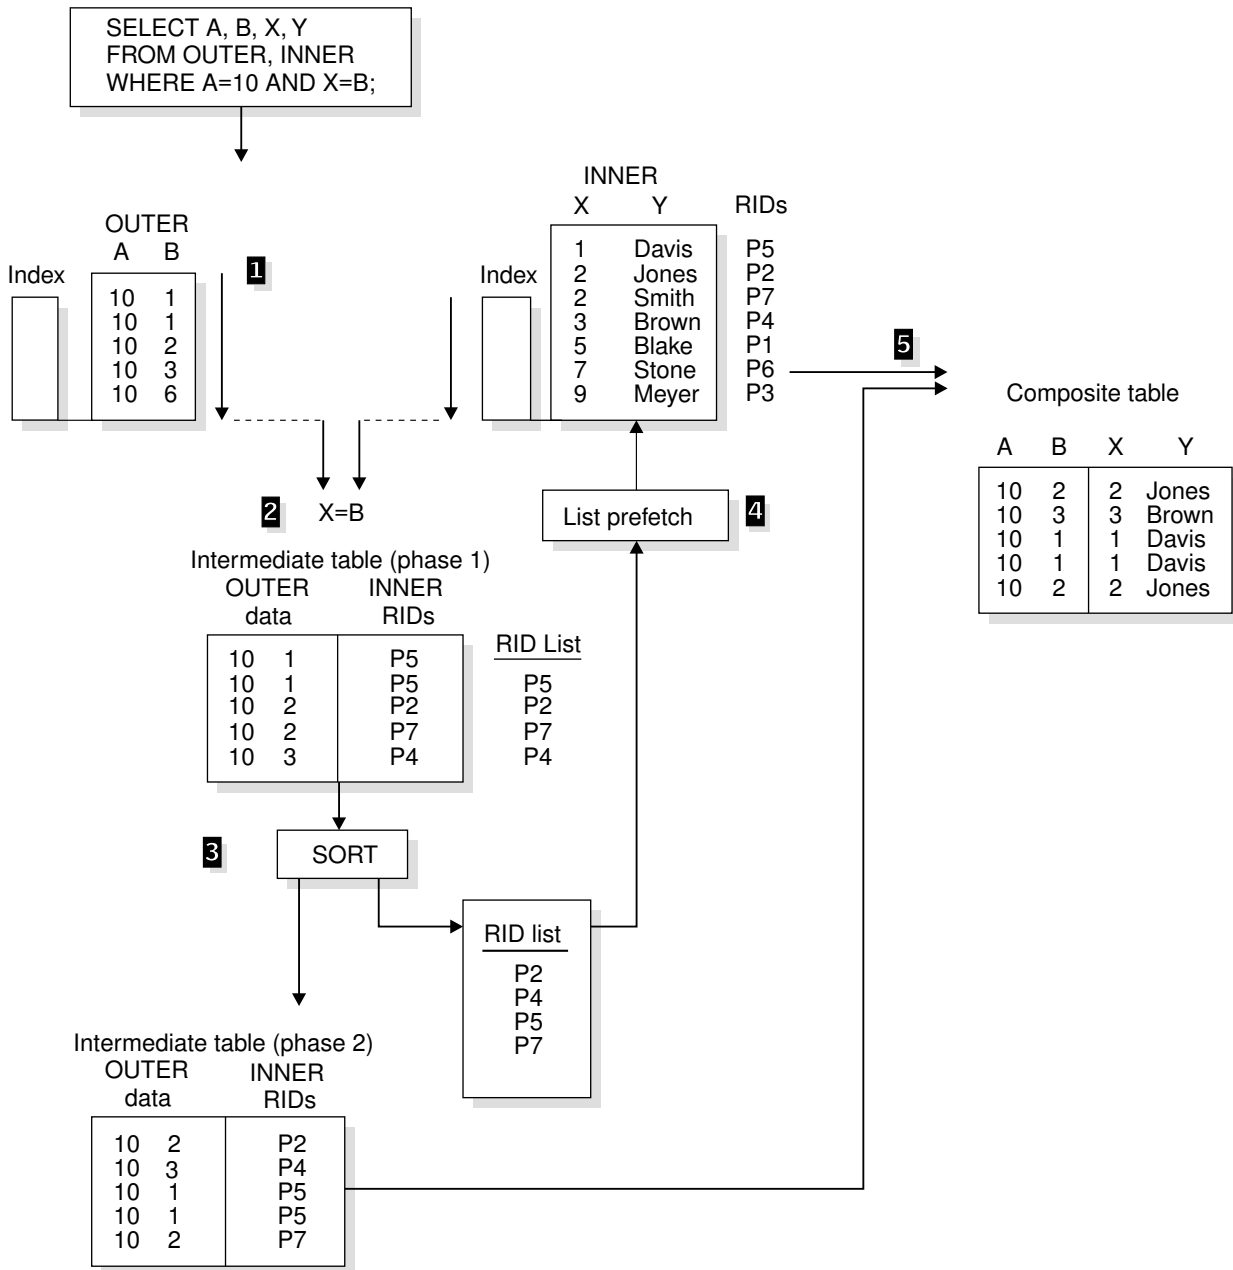 SELECT A, B, X, Y
FROM OUTER, INNER
WHERE A=10 AND X=B;
OUTER
A B
Index
10 1
10 1
10 2
10 3
10 6
1
INNER
X Y RIDs
Index
1 Davis P5
2 Jones P2
2 Smith P7
3 Brown P4
5 Blake P1
7 Stone P6
9 Meyer P3
5
2 X=B
List prefetch 4
Intermediate table (phase 1)
OUTER INNER
data RIDs
10 1 P5
10 1 P5
10 2 P2
10 2 P7
10 3 P4
RID List
P5
P2
P7
P4
3 SORT
RID list
P2
P4
P5
P7
Intermediate table (phase 2)
OUTER INNER
data RIDs
10 2 P2
10 3 P4
10 1 P5
10 1 P5
10 2 P7
Composite table
A B X Y
10 2 2 Jones
10 3 3 Brown
10 1 1 Davis
10 1 1 Davis
10 2 2 Jones